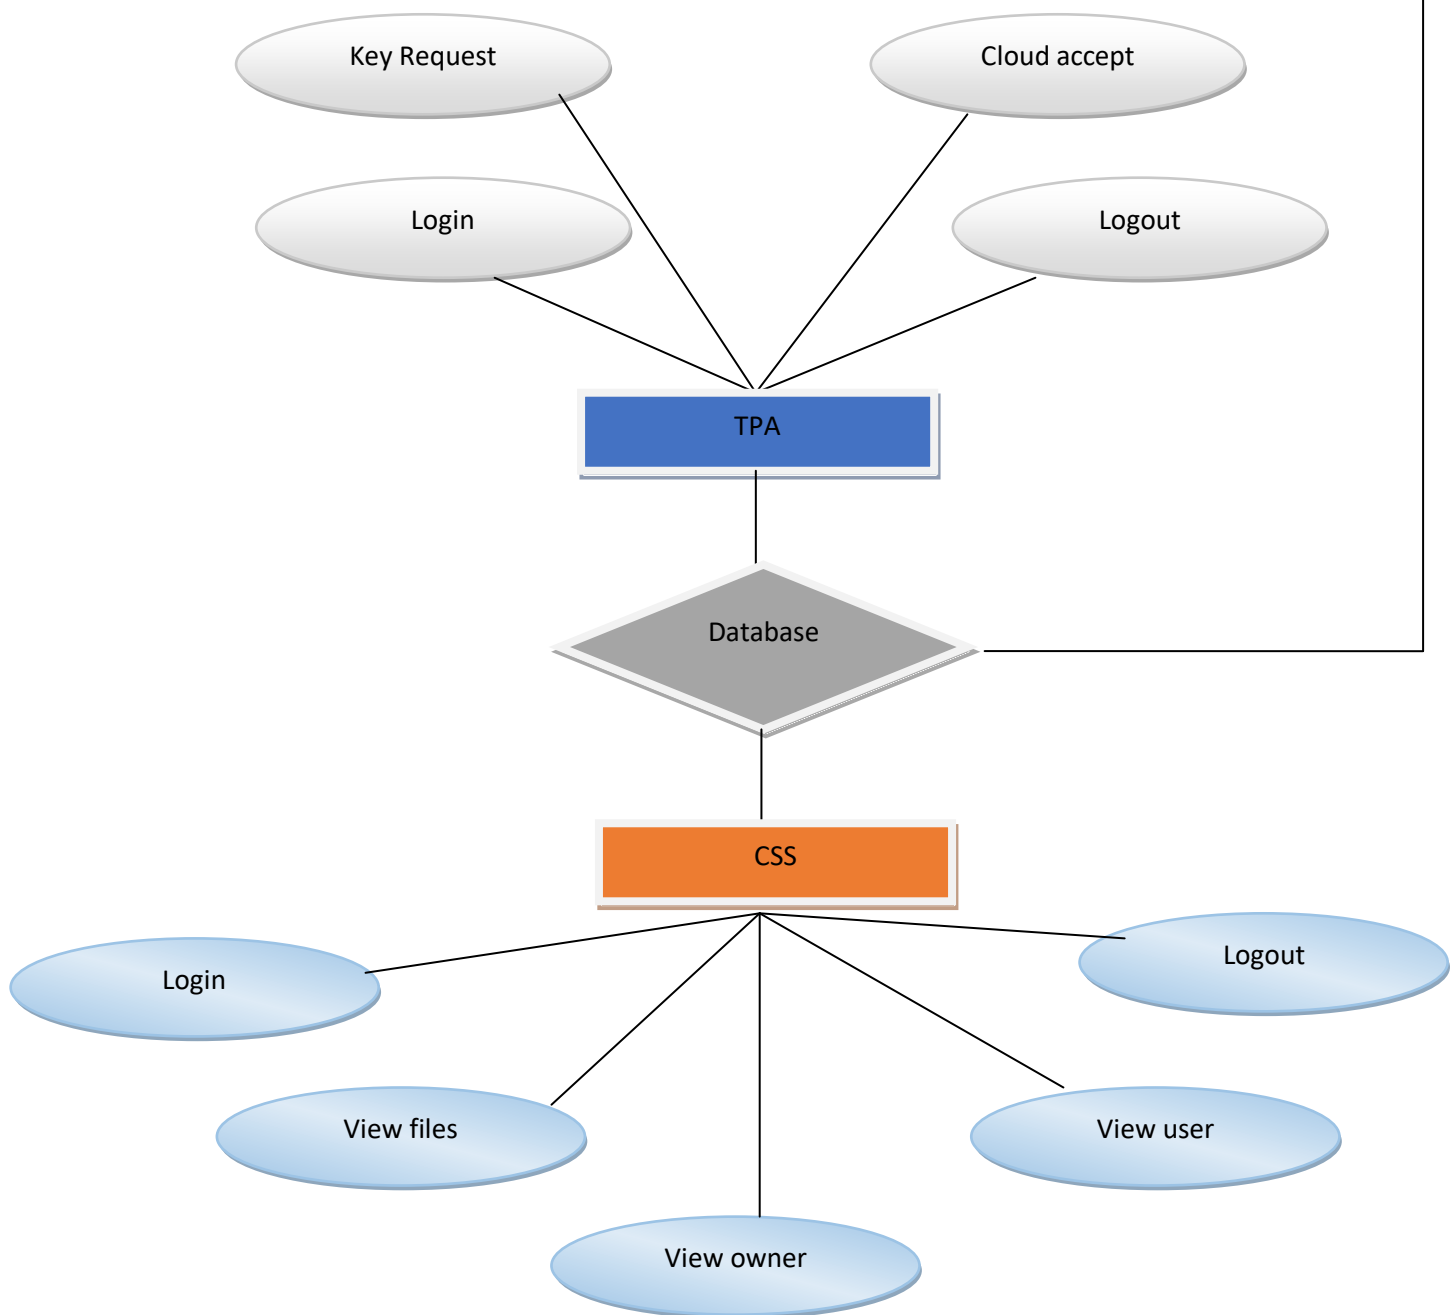 Key Request
Cloud accept
Login
Logout
TPA
Database
CSS
Login
Logout
View files
View user
View owner